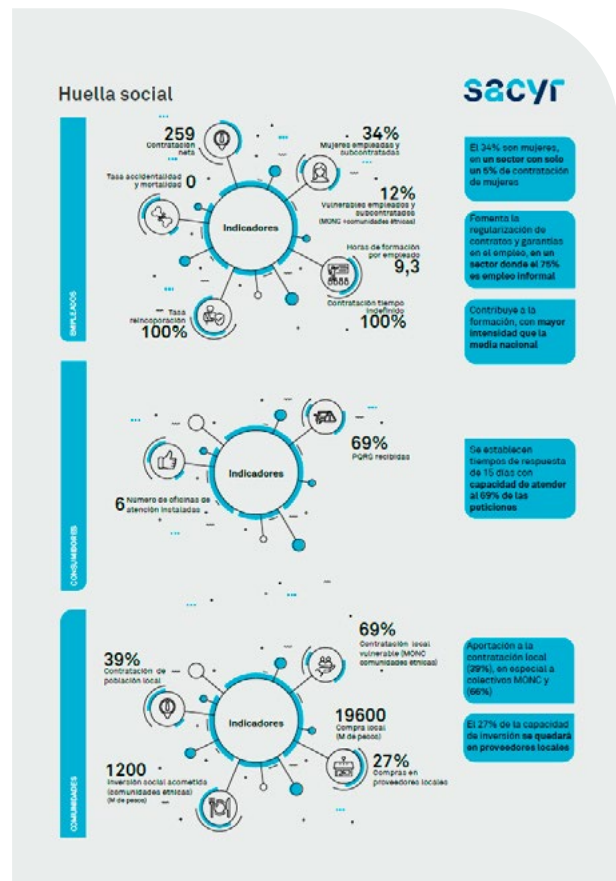 Huella social
sacyr
EMPLEADOS
259
Contratación
neta
34%
Mujeres empleadas y
subcontratadas
Tasa accidentalidad
y mortalidad 0
12%
Vulnerables empleados y
subcontratados
(MONC +comunidades étnicas)
Indicadores
Horas de formación
por empleado
9,3
Tasa
reincorporación
100%
Contratación tiempo
indefinido
100%
El 34% son mujeres,
en un sector con solo
un 6% de contratación
de mujeres
Fomenta la
regularización de
contratos y garantías
en el empleo, en un
sector donde el 75%
es empleo informal
Contribuye a la
formación, con mayor
intensidad que la
media nacional
CONSUMIDORES
69%
PQRS recibidas
Indicadores
6 Número de oficinas de
atención instaladas
Se establecen
tiempos de respuesta
de 15 días con
capacidad de atender
al 69% de las
peticiones
COMUNIDADES
69%
Contratación local
vulnerable (MONC
comunidades étnicas)
39%
Contratación de
población local
Indicadores
19600
Compra local
(M de pesos)
27%
Compras en
proveedores locales
1200
Inversión social acometida
(comunidades étnicas)
(M de pesos)
Aportación a la
contratación local
(39%), en especial a
colectivos MONC y
(66%)
El 27% de la capacidad
de inversión se quedará
en proveedores locales